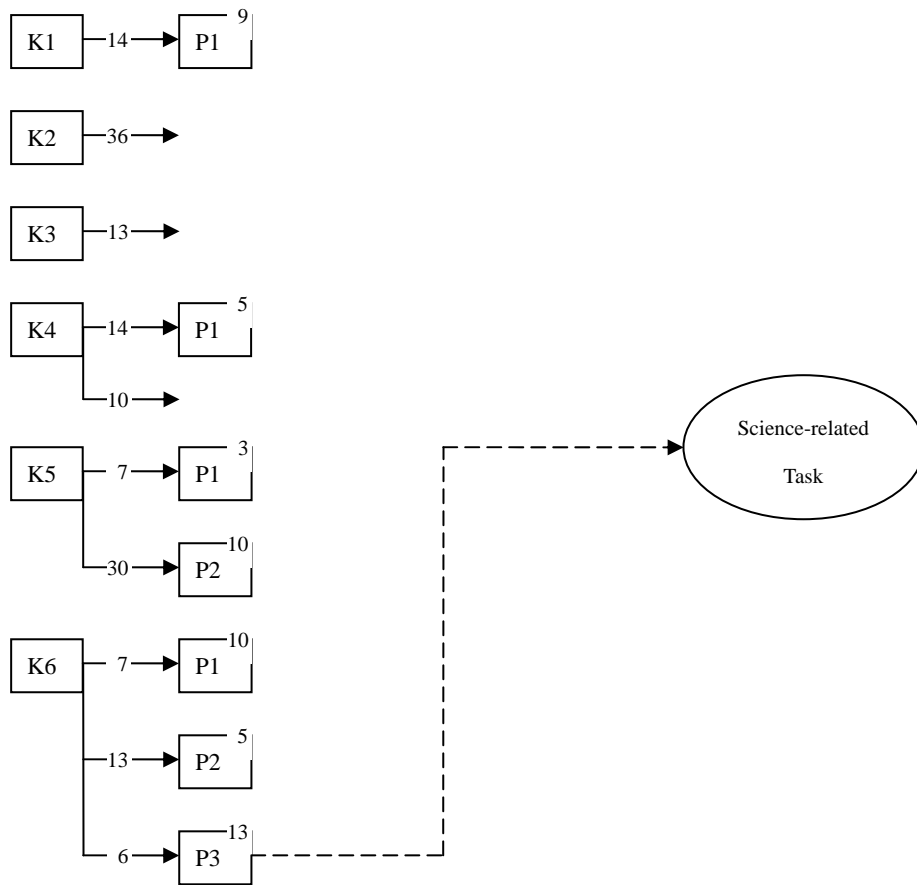 9
K1 14 P1
K2 36
K3 13
5
K4 14 P1
10
Science-related
3
K5 7 P1
Task
10
30 P2
10
K6 7 P1
5
13 P2
13
6 P3